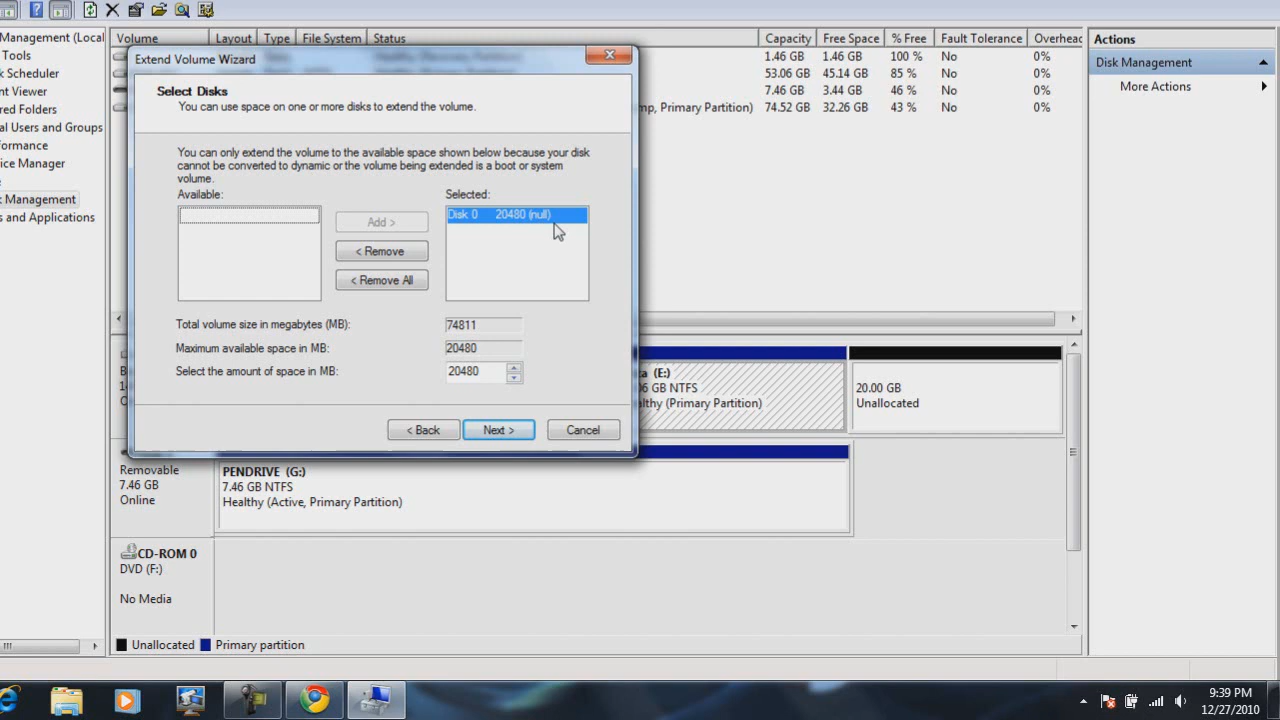 Volume Layout Type File System Status Capacity Free Space % Free Fault Tolerance Overhead
1.46 GB 1.46 GB 100 % No 0%
53.06 GB 45.14 GB 85 % No 0%
7.46 GB 3.44 GB 46 % No 0%
mp, Primary Partition) 74.52 GB 32.26 GB 43 % No 0%
Management (Local
Tools
k Scheduler
nt Viewer
red Folders
al Users and Groups
formance
ice Manager
e
k Management
s and Applications
Extend Volume Wizard
Select Disks
You can use space on one or more disks to extend the volume.
You can only extend the volume to the available space shown below because your disk
cannot be converted to dynamic or the volume being extended is a boot or system
volume.
Available:
Selected:
Disk 0 20480 (null)
Add >
< Remove
< Remove All
Total volume size in megabytes (MB): 74811
Maximum available space in MB: 20480
Select the amount of space in MB: 20480
< Back
Next >
Cancel
Actions
Disk Management
More Actions
ta (E:)
06 GB NTFS
althy (Primary Partition)
20.00 GB
Unallocated
Removable
7.46 GB
Online
PENDRIVE (G:)
7.46 GB NTFS
Healthy (Active, Primary Partition)
CD-ROM 0
DVD (F:)
No Media
Unallocated Primary partition
9:39 PM
12/27/2010